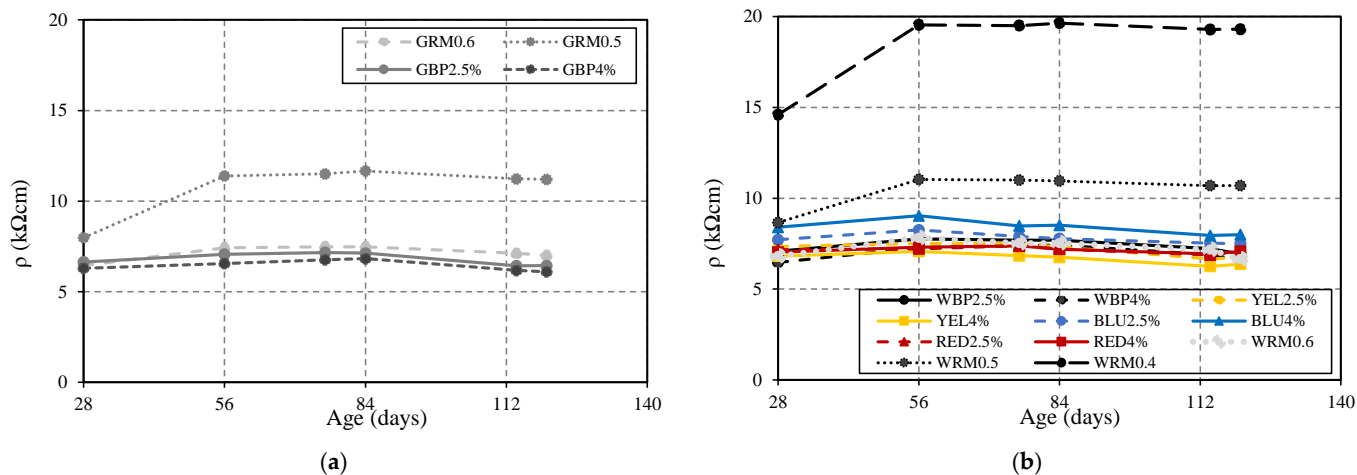 (a)
ρ (kΩcm)
20
15
10
5
0
28 56 84 112 140
Age (days)
GRM0.6 GRM0.5
GBP2.5% GBP4%
(b)
ρ (kΩcm)
20
15
10
5
0
28 56 84 112 140
Age (days)
WBP2.5% WBP4% YEL2.5%
YEL4% BLU2.5% BLU4%
RED2.5% RED4% WRM0.6
WRM0.5 WRM0.4
(a) (b)